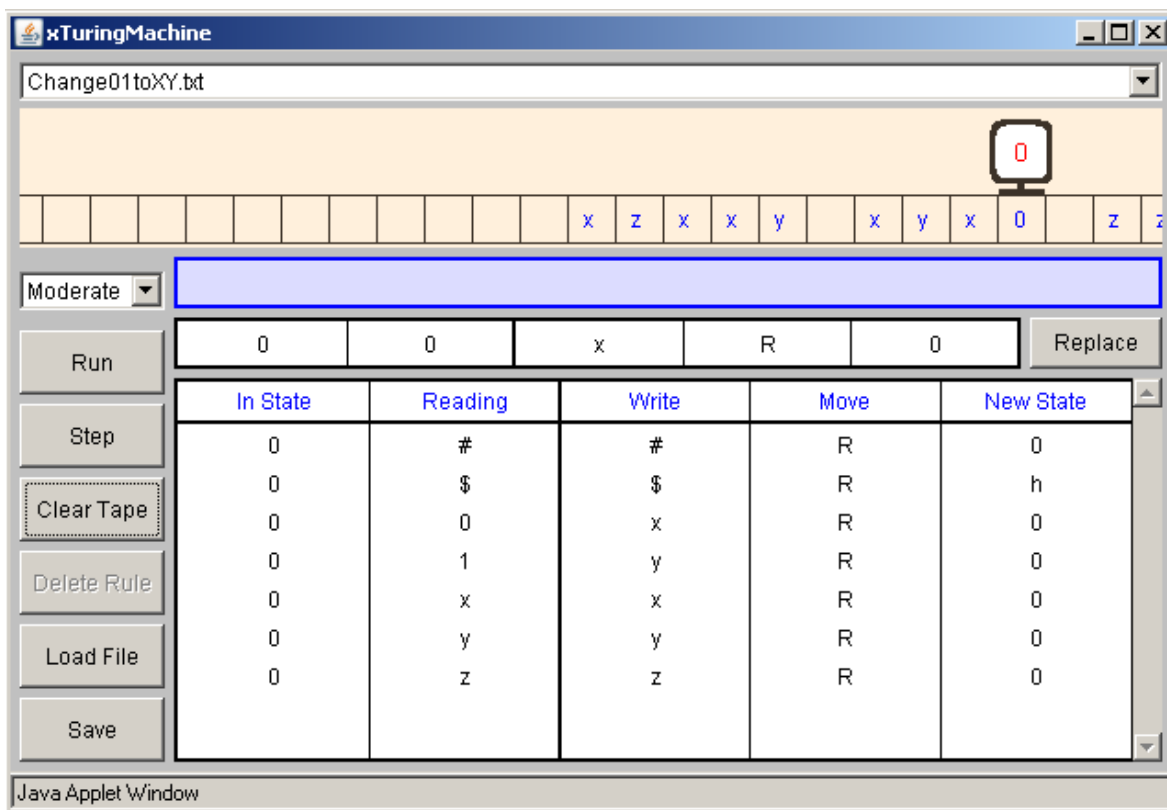 xTuringMachine
Change01toXY.txt
0
x z x x y x y x 0 z z
Moderate
0 0 x R 0 Replace
Run
In State Reading Write Move New State
Step
0 # # R 0
0 $ $ R h
Clear Tape
0 0 x R 0
0 1 y R 0
Delete Rule
0 x x R 0
0 y y R 0
Load File
0 z z R 0
Save
Java Applet Window